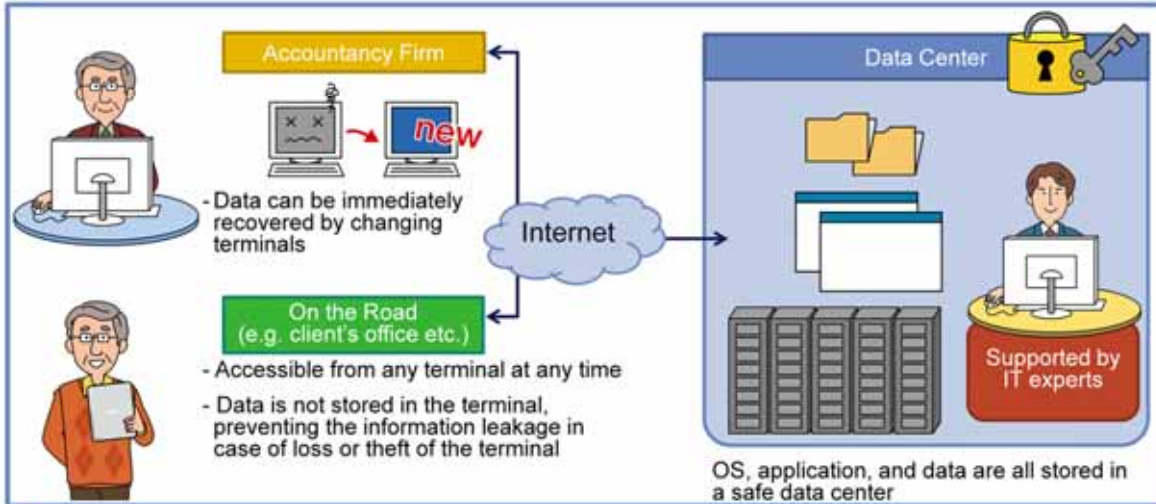 Accountancy Firm
new
- Data can be immediately
recovered by changing
terminals
On the Road
(e.g. client's office etc.)
- Accessible from any terminal at any time
- Data is not stored in the terminal,
preventing the information leakage in
case of loss or theft of the terminal
Internet
Data Center
Supported by
IT experts
OS, application, and data are all stored in
a safe data center